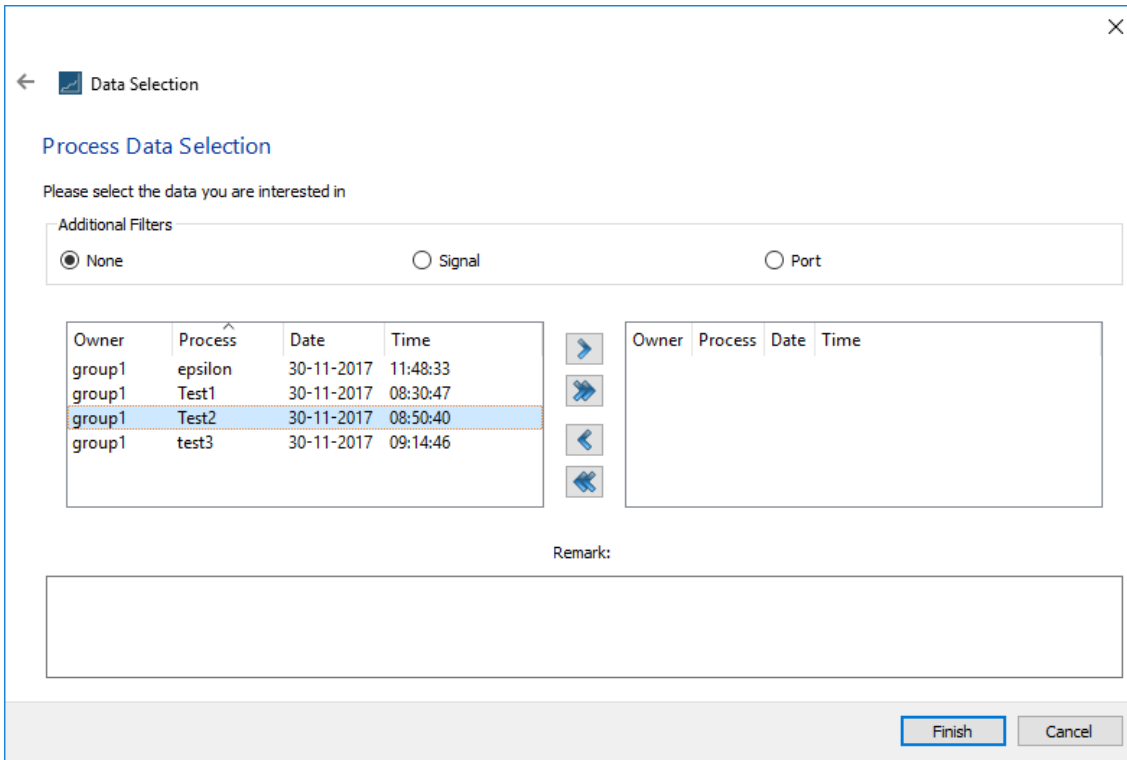 Data Selection
Process Data Selection
Please select the data you are interested in
Additional Filters
None Signal Port
Owner Process Date Time Owner Process Date Time
group1 epsilon 30-11-2017 11:48:33
group1 Test1 30-11-2017 08:30:47
group1 Test2 30-11-2017 08:50:40
group1 test3 30-11-2017 09:14:46
Remark:
Finish Cancel